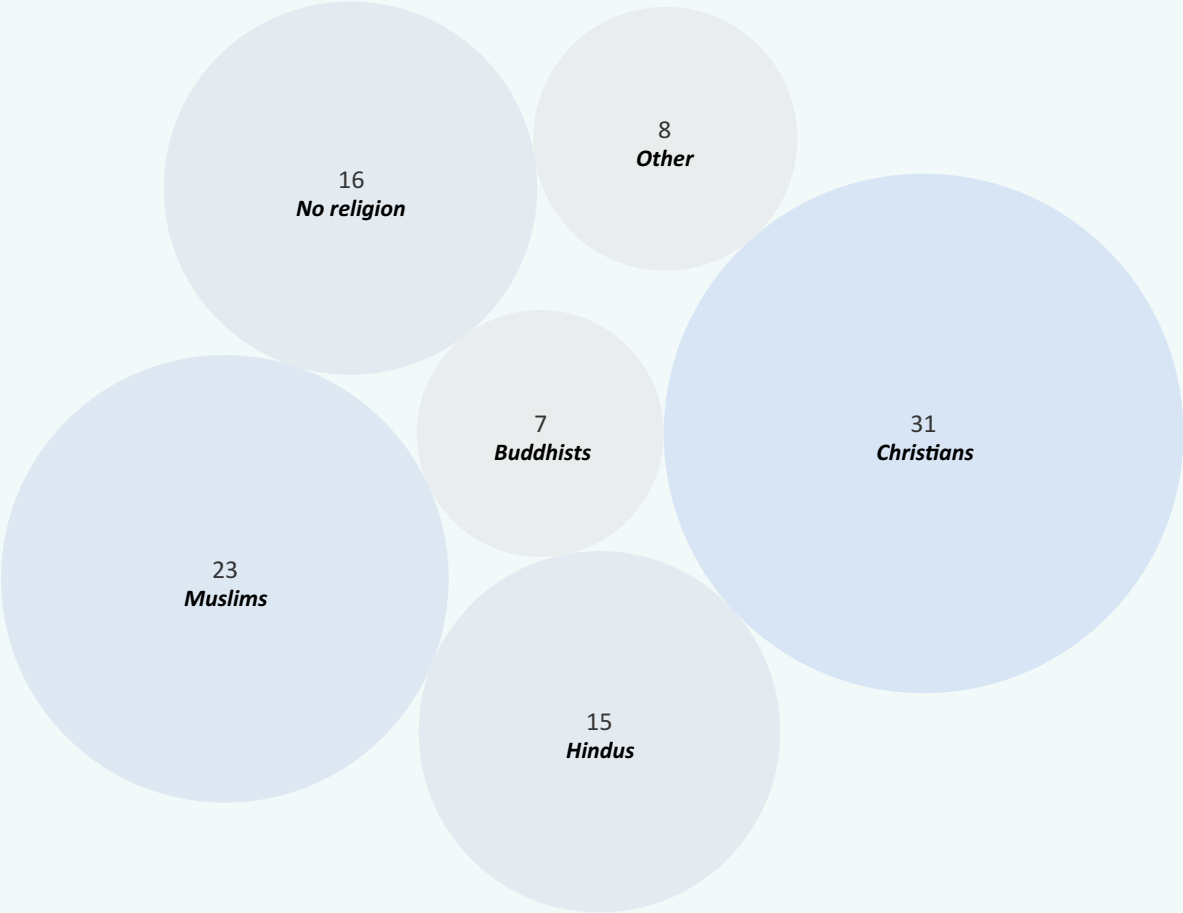 8
Other
16
No religion
7
Buddhists
31
Christians
23
Muslims
15
Hindus